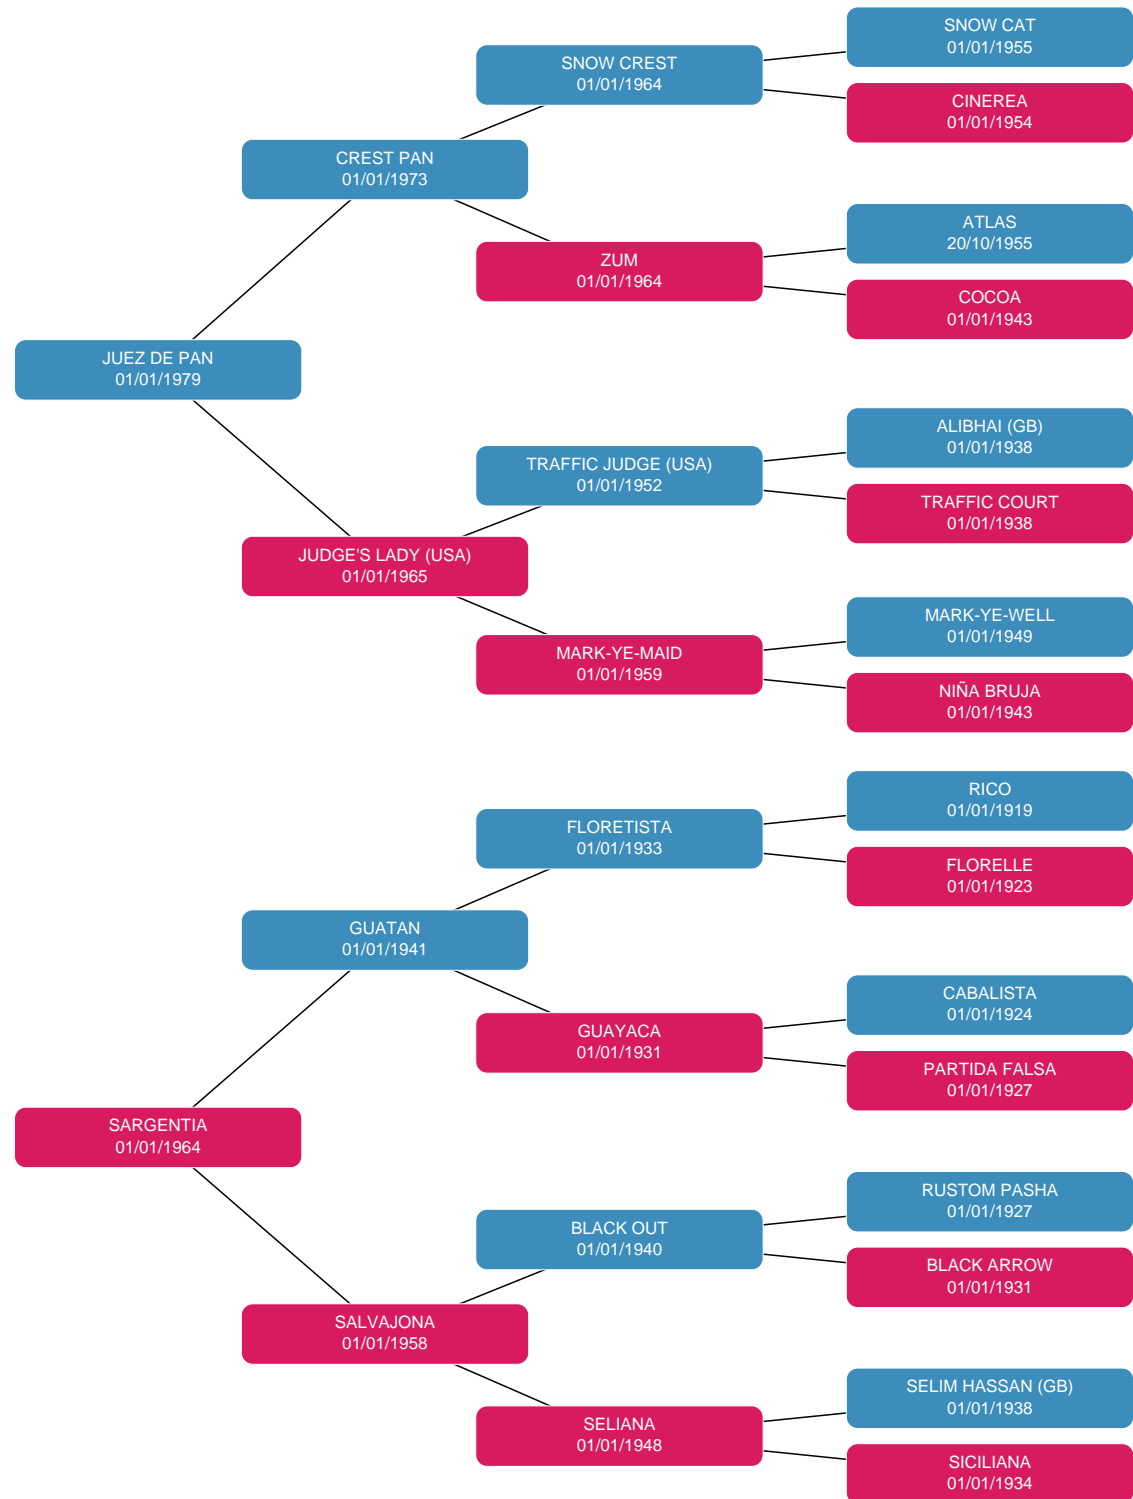 SNOW CAT
01/01/1955
SNOW CREST
01/01/1964
CINEREA
01/01/1954
CREST PAN
01/01/1973
ATLAS
20/10/1955
ZUM
01/01/1964
COCOA
01/01/1943
JUEZ DE PAN
01/01/1979
ALIBHAI (GB)
01/01/1938
TRAFFIC JUDGE (USA)
01/01/1952
TRAFFIC COURT
01/01/1938
JUDGE'S LADY (USA)
01/01/1965
MARK-YE-WELL
01/01/1949
MARK-YE-MAID
01/01/1959
NIÑA BRUJA
01/01/1943
RICO
01/01/1919
FLORETISTA
01/01/1933
FLORELLE
01/01/1923
GUATAN
01/01/1941
CABALISTA
01/01/1924
GUAYACA
01/01/1931
PARTIDA FALSA
01/01/1927
SARGENTIA
01/01/1964
RUSTOM PASHA
01/01/1927
BLACK OUT
01/01/1940
BLACK ARROW
01/01/1931
SALVAJONA
01/01/1958
SELIM HASSAN (GB)
01/01/1938
SELIANA
01/01/1948
SICILIANA
01/01/1934